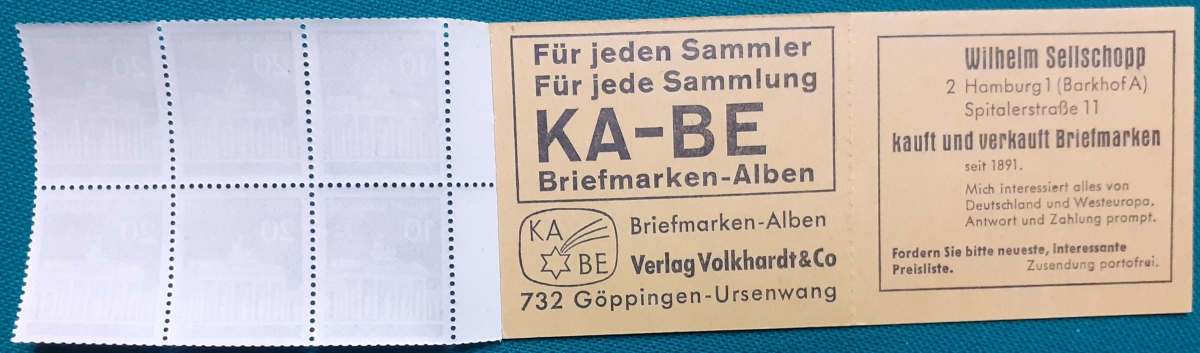 Für jeden Sammler
Für jede Sammlung
KA-BE
Briefmarken-Alben
KA
BE
Briefmarken-Alben
Verlag Volkhardt&Co
732 Göppingen-Ursenwang
Wilhelm Sellschopp
2 Hamburg 1 (Barkhof A)
Spitalerstraße 11
kauft und verkauft Briefmarken
seit 1891.
Mich interessiert alles von
Deutschland und Westeuropa.
Antwort und Zahlung prompt.
Fordern Sie bitte neueste, interessante
Preisliste. Zusendung portofrei.